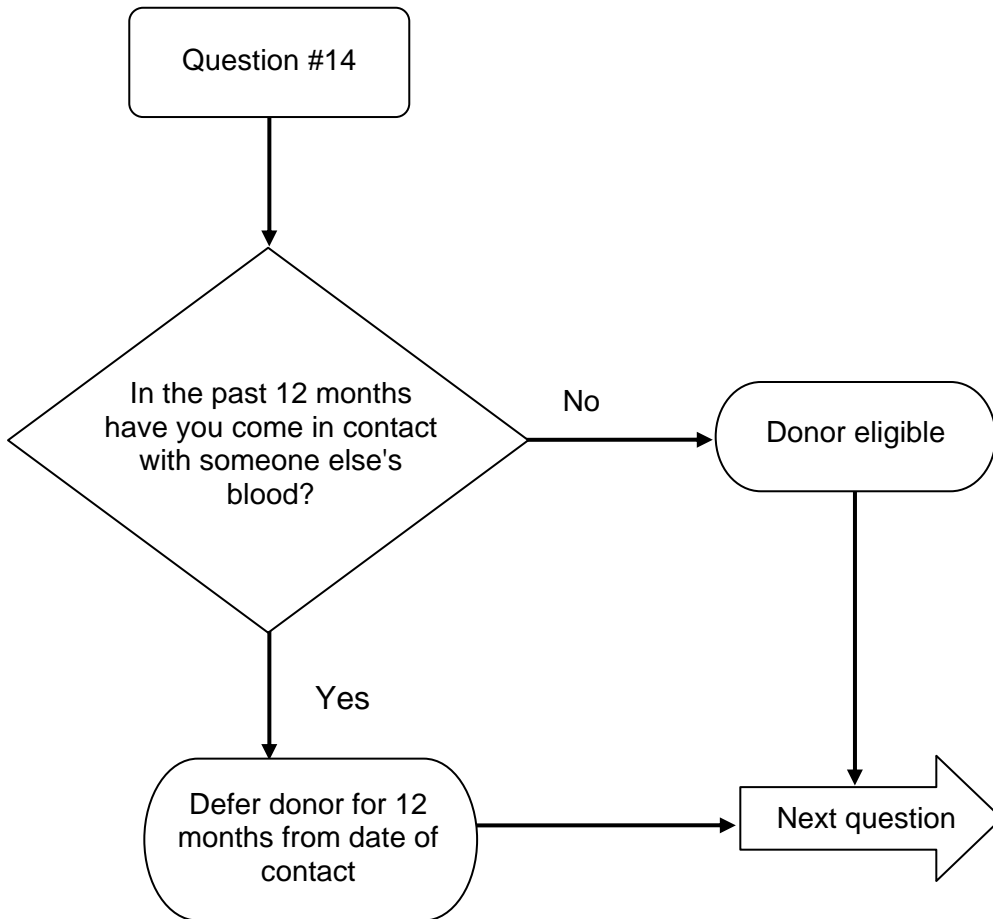 Question #14
In the past 12 months
have you come in contact
with someone else's
blood?
No
Donor eligible
Yes
Defer donor for 12
months from date of
contact
Next question